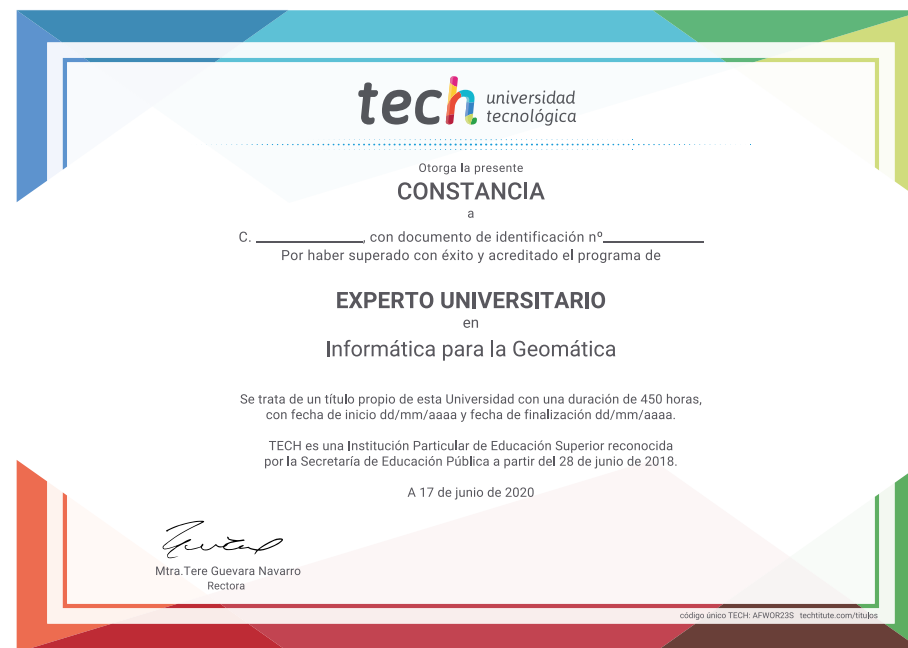 tech universidad
tecnológica
Otorga la presente
CONSTANCIA
a
C. ______________, con documento de identificación nº______________
Por haber superado con éxito y acreditado el programa de
EXPERTO UNIVERSITARIO
en
Informática para la Geomática
Se trata de un título propio de esta Universidad con una duración de 450 horas,
con fecha de inicio dd/mm/aaaa y fecha de finalización dd/mm/aaaa.
TECH es una Institución Particular de Educación Superior reconocida
por la Secretaría de Educación Pública a partir del 28 de junio de 2018.
A 17 de junio de 2020
Mtra.Tere Guevara Navarro
Rectora
código único TECH: AFWOR23S techtitute.com/titulos